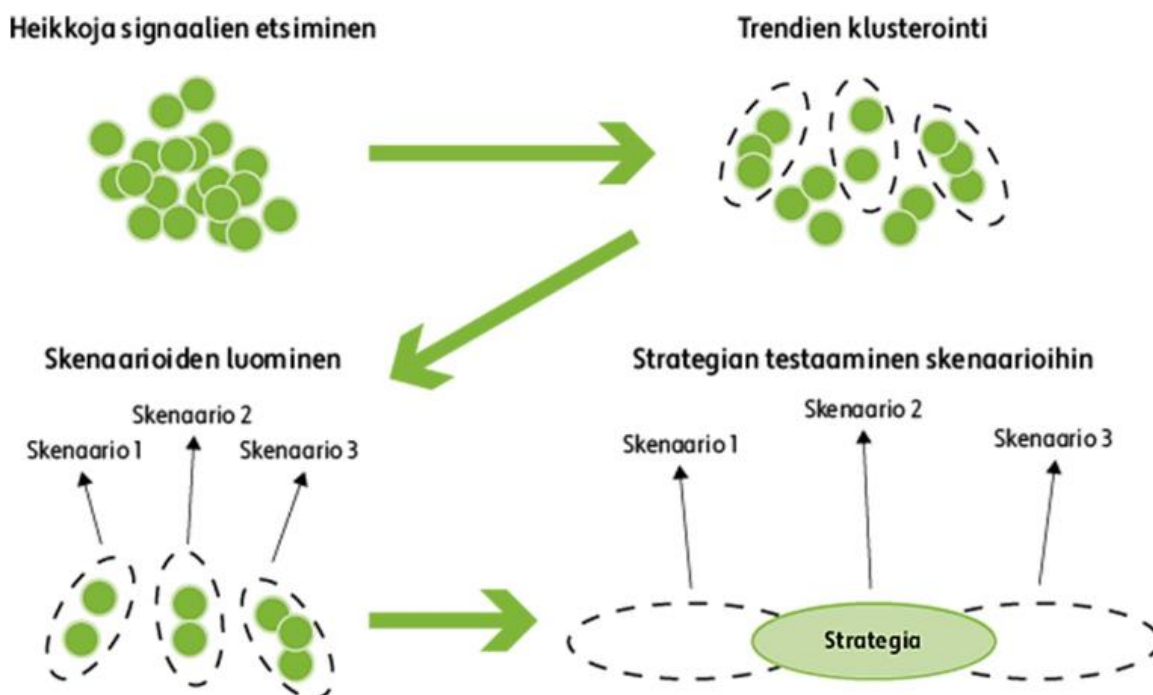 Heikkoja signaalien etsiminen
Trendien klusterointi
Skenaarioiden luominen
Skenaario 1
Skenaario 2
Skenaario 3
Strategian testaaminen skenaarioihin
Skenaario 1
Skenaario 2
Skenaario 3
Strategia